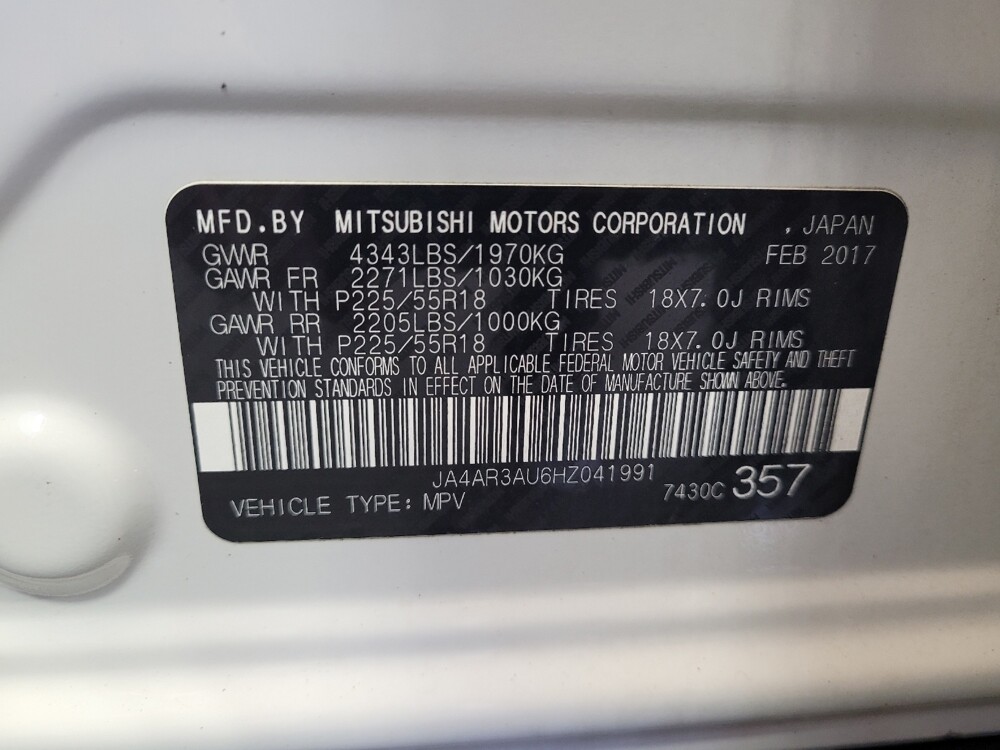 MFD.BY MITSUBISHI MOTORS CORPORATION , JAPAN
GVWR 4343LBS/1970KG FEB 2017
GAWR FR 2271LBS/1030KG
WITH P225/55R18 TIRES 18X7.0J RIMS
GAWR RR 2205LBS/1000KG
WITH P225/55R18 TIRES 18X7.0J RIMS
THIS VEHICLE CONFORMS TO ALL APPLICABLE FEDERAL MOTOR VEHICLE SAFETY AND THEFT
PREVENTION STANDARDS IN EFFECT ON THE DATE OF MANUFACTURE SHOWN ABOVE.
JA4AR3AU6HZ041991
VEHICLE TYPE: MPV 7430C 357